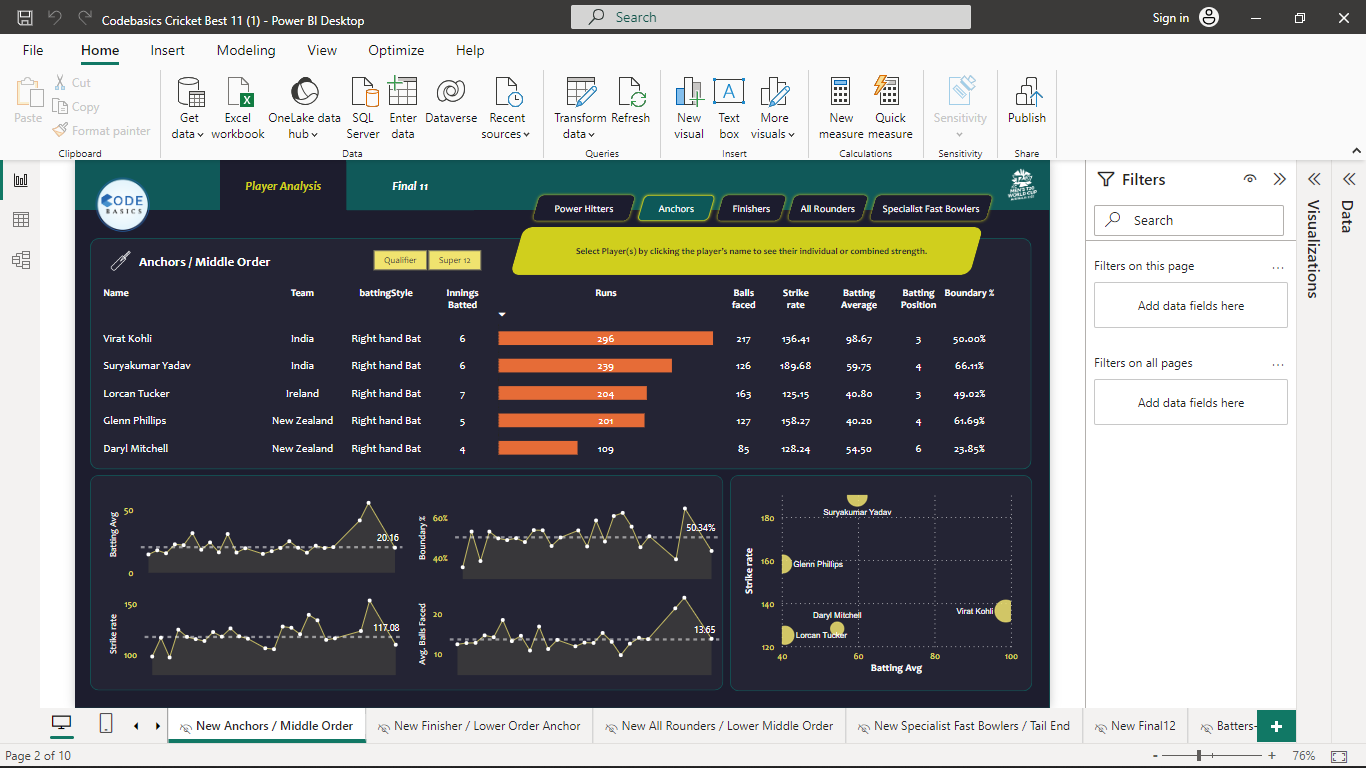 Codebasics Cricket Best 11 (1) - Power BI Desktop
Search
Sign in
File Home Insert Modeling View Optimize Help
Paste
Cut
Copy
Format painter
Clipboard
Get data
Excel workbook
OneLake data hub
SQL Server
Enter data
Dataverse
Recent sources
Data
Transform data
Refresh
Queries
New visual
Text box
More visuals
Insert
New measure
Quick measure
Calculations
Sensitivity
Sensitivity
Publish
Share
CODE
BASICS
Player Analysis
Final 11
MEN'S T20
WORLD CUP
Power Hitters
Anchors
Finishers
All Rounders
Specialist Fast Bowlers
Select Player(s) by clicking the player's name to see their individual or combined strength.
Anchors / Middle Order
Qualifier
Super 12
Name Team battingStyle Innings Batted Runs Balls faced Strike rate Batting Average Batting Position Boundary %
Virat Kohli India Right hand Bat 6 296 217 136.41 98.67 3 50.00%
Suryakumar Yadav India Right hand Bat 6 239 126 189.68 59.75 4 66.11%
Lorcan Tucker Ireland Right hand Bat 7 204 163 125.15 40.80 3 49.02%
Glenn Phillips New Zealand Right hand Bat 5 201 127 158.27 40.20 4 61.69%
Daryl Mitchell New Zealand Right hand Bat 4 109 85 128.24 54.50 6 23.85%
Batting Avg
50
0
20.16
Boundary %
60%
40%
50.34%
Strike rate
150
100
117.08
Avg. Balls Faced
20
10
13.65
Strike rate
180
160
140
120
Suryakumar Yadav
Glenn Phillips
Virat Kohli
Daryl Mitchell
Lorcan Tucker
40 60 80 100
Batting Avg
Filters
Search
Filters on this page
...
Add data fields here
Filters on all pages
...
Add data fields here
Visualizations
Data
New Anchors / Middle Order
New Finisher / Lower Order Anchor
New All Rounders / Lower Middle Order
New Specialist Fast Bowlers / Tail End
New Final12
Batters-
+
Page 2 of 10
- + 76%